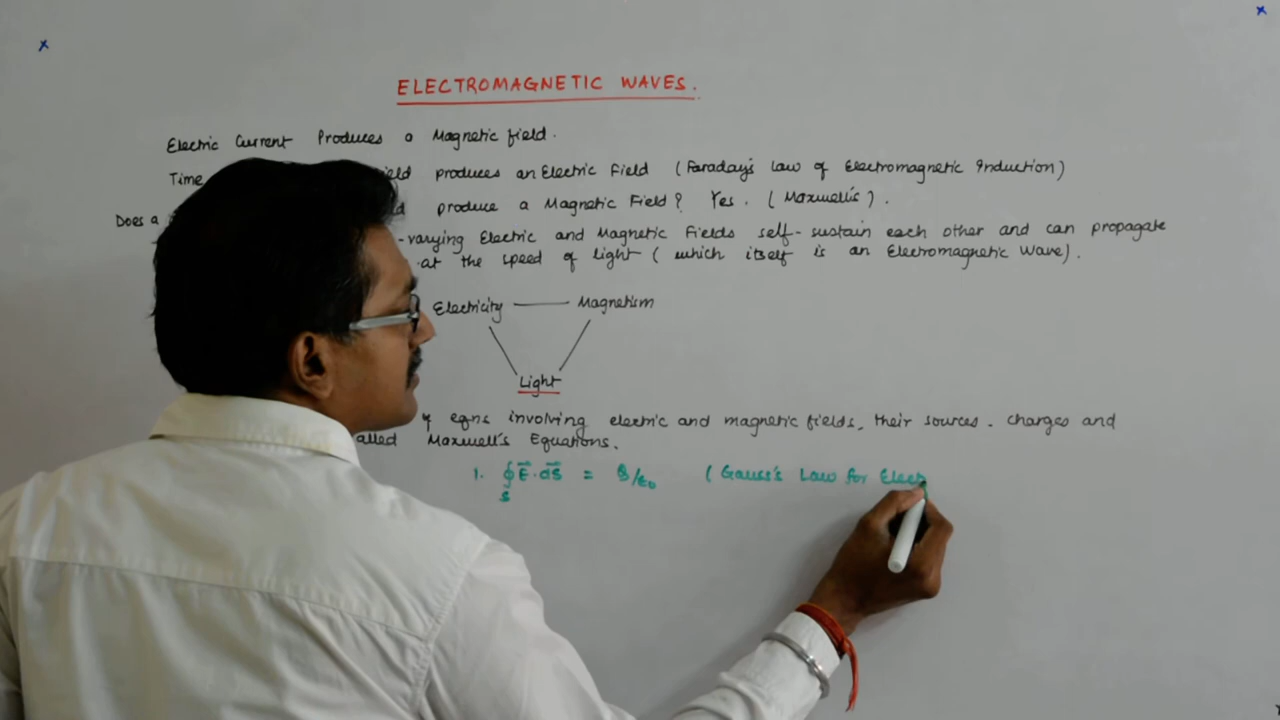 ELECTROMAGNETIC WAVES.
Electric Current Produces a Magnetic field.
Time produces an Electric Field (Faraday's Law of Electromagnetic Induction)
Does a produce a Magnetic Field? Yes. (Maxwell's).
-varying Electric and Magnetic Fields self-sustain each other and can propagate
at the speed of light (which itself is an Electromagnetic Wave).
Electricity — Magnetism
Light
eqns involving electric and magnetic fields, their sources - charges and
Maxwell's Equations.
1. ∮S E⃗·dS⃗ = Q/ε0 (Gauss's Law for Elect